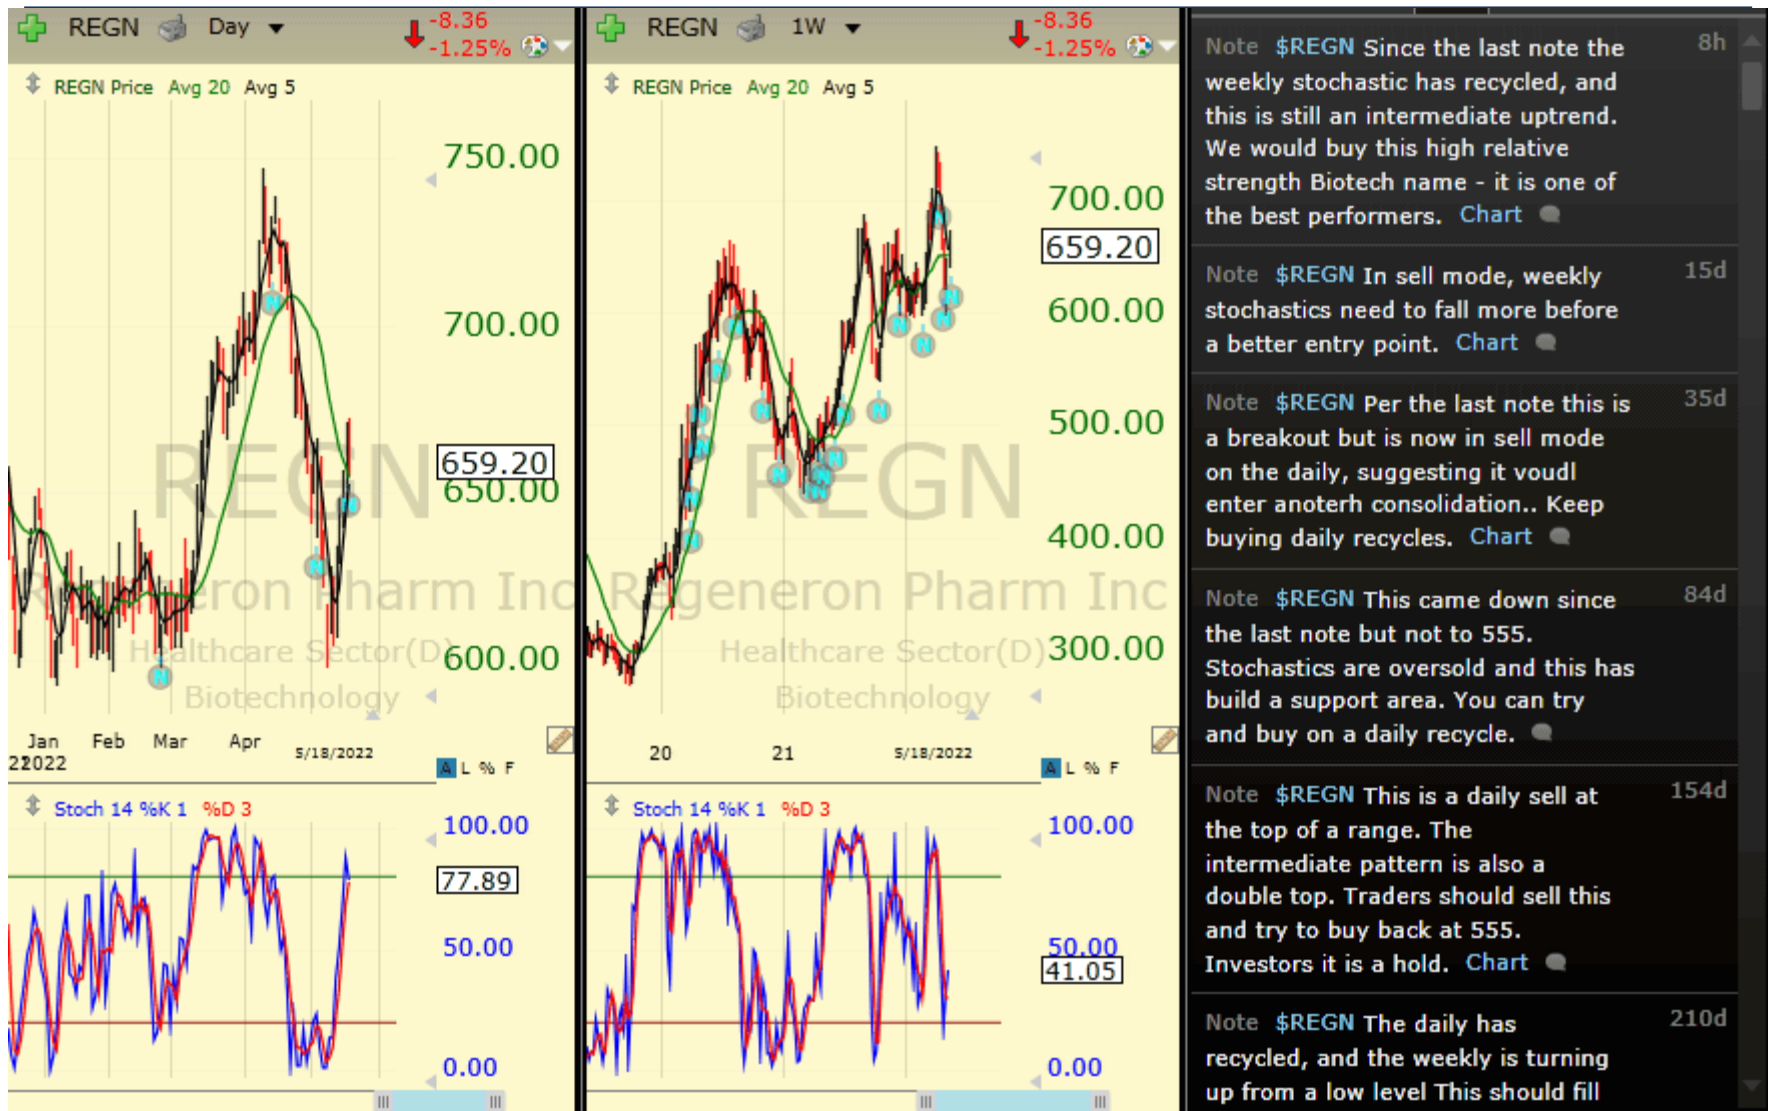 REGN Day
-8.36
-1.25%
REGN Price Avg 20 Avg 5
750.00
700.00
659.20
650.00
600.00
REGN
Regeneron Pharm Inc
Healthcare Sector(D)
Biotechnology
Jan Feb Mar Apr 5/18/2022
2022
A L % F
Stoch 14 %K 1 %D 3
100.00
77.89
50.00
0.00
REGN 1W
-8.36
-1.25%
REGN Price Avg 20 Avg 5
700.00
659.20
600.00
500.00
400.00
300.00
REGN
Regeneron Pharm Inc
Healthcare Sector(D)
Biotechnology
20 21 5/18/2022
A L % F
Stoch 14 %K 1 %D 3
100.00
50.00
41.05
0.00
Note $REGN Since the last note the 8h
weekly stochastic has recycled, and
this is still an intermediate uptrend.
We would buy this high relative
strength Biotech name - it is one of
the best performers. Chart
Note $REGN In sell mode, weekly 15d
stochastics need to fall more before
a better entry point. Chart
Note $REGN Per the last note this is 35d
a breakout but is now in sell mode
on the daily, suggesting it voudl
enter anoterh consolidation.. Keep
buying daily recycles. Chart
Note $REGN This came down since 84d
the last note but not to 555.
Stochastics are oversold and this has
build a support area. You can try
and buy on a daily recycle.
Note $REGN This is a daily sell at 154d
the top of a range. The
intermediate pattern is also a
double top. Traders should sell this
and try to buy back at 555.
Investors it is a hold. Chart
Note $REGN The daily has 210d
recycled, and the weekly is turning
up from a low level This should fill